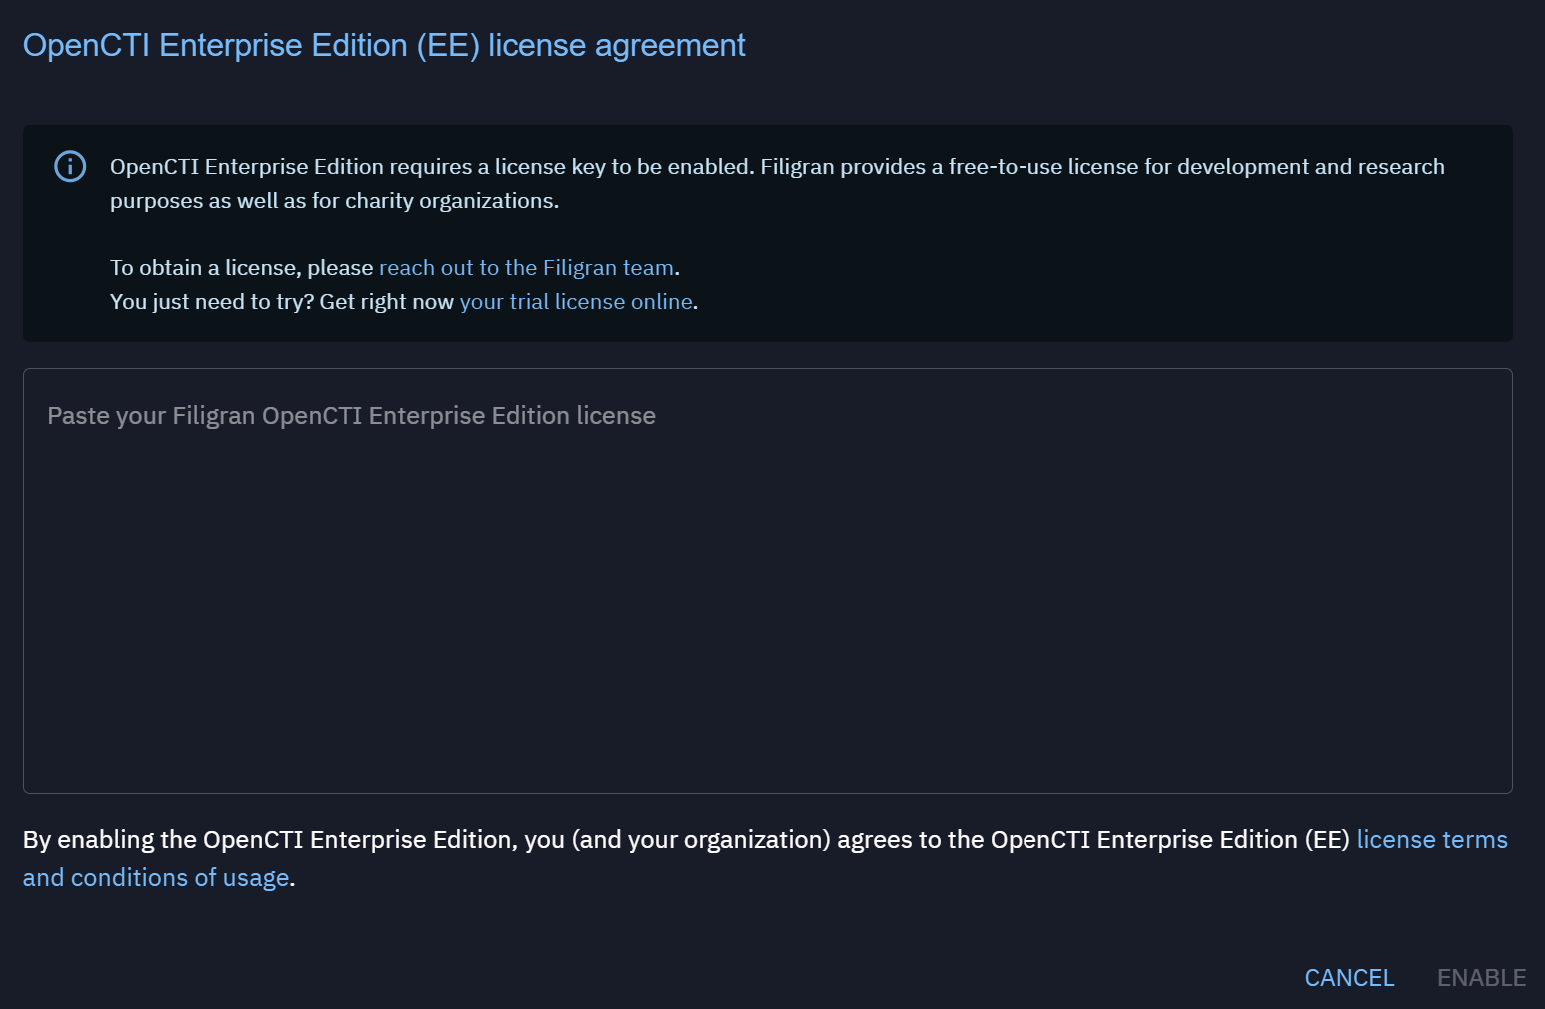 OpenCTI Enterprise Edition (EE) license agreement
OpenCTI Enterprise Edition requires a license key to be enabled. Filigran provides a free-to-use license for development and research
purposes as well as for charity organizations.
To obtain a license, please reach out to the Filigran team.
You just need to try? Get right now your trial license online.
Paste your Filigran OpenCTI Enterprise Edition license
By enabling the OpenCTI Enterprise Edition, you (and your organization) agrees to the OpenCTI Enterprise Edition (EE) license terms
and conditions of usage.
CANCEL ENABLE